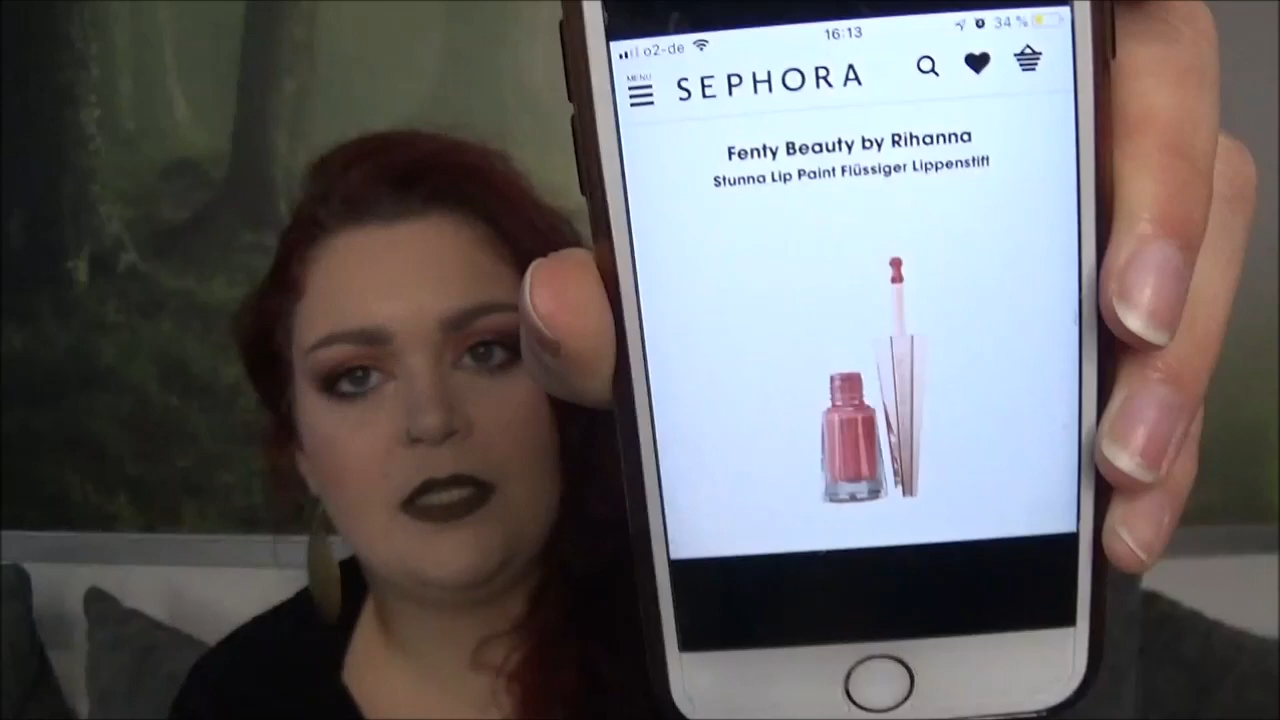 o2-de 16:13 34 %
MENU
SEPHORA
Fenty Beauty by Rihanna
Stunna Lip Paint Flüssiger Lippenstift